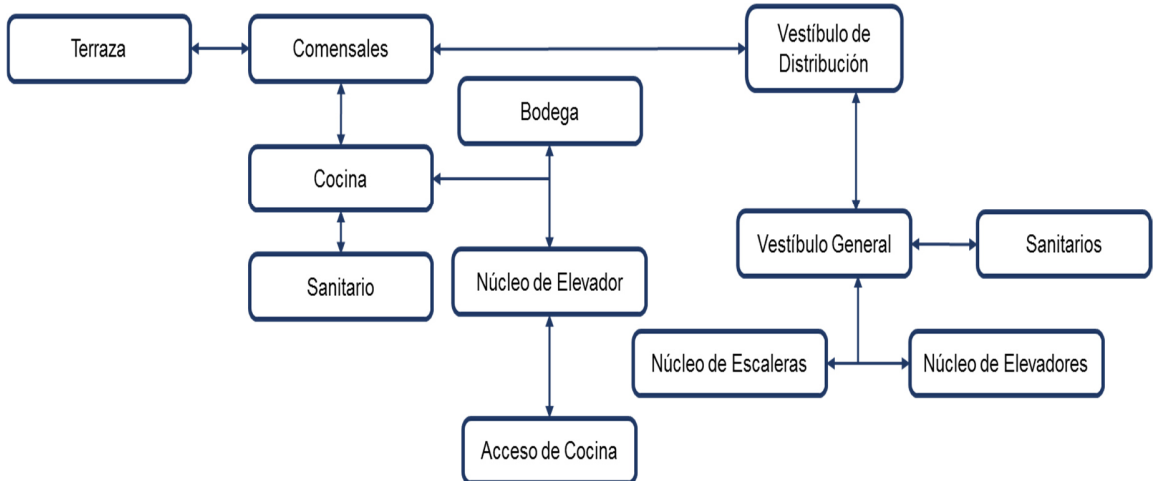 Terraza
Comensales
Vestíbulo de
Distribución
Bodega
Cocina
Vestíbulo General
Sanitarios
Sanitario
Núcleo de Elevador
Núcleo de Escaleras
Núcleo de Elevadores
Acceso de Cocina